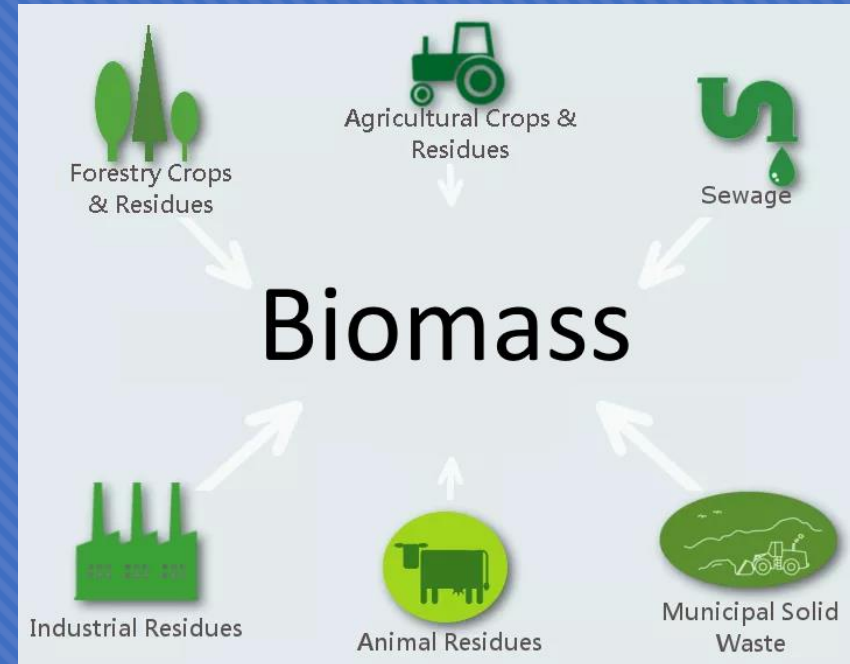 Forestry Crops
& Residues
Agricultural Crops &
Residues
Sewage
Biomass
Industrial Residues
Animal Residues
Municipal Solid
Waste